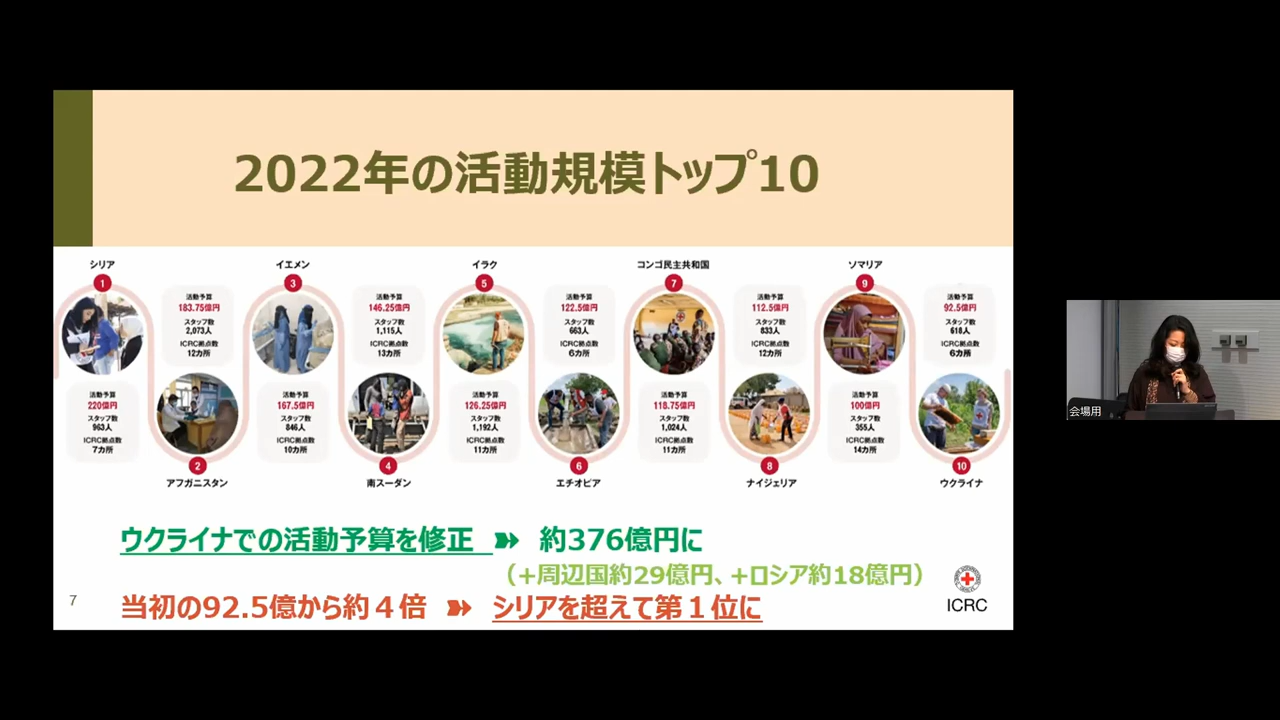 2022年の活動規模トップ10
シリア
1
活動予算
220億円
スタッフ数
963人
ICRC拠点数
7カ所
活動予算
183.75億円
スタッフ数
2,073人
ICRC拠点数
12カ所
2
アフガニスタン
イエメン
3
活動予算
167.5億円
スタッフ数
846人
ICRC拠点数
10カ所
活動予算
146.25億円
スタッフ数
1,115人
ICRC拠点数
13カ所
4
南スーダン
イラク
5
活動予算
126.25億円
スタッフ数
1,192人
ICRC拠点数
11カ所
活動予算
122.5億円
スタッフ数
663人
ICRC拠点数
6カ所
6
エチオピア
コンゴ民主共和国
7
活動予算
118.75億円
スタッフ数
1,024人
ICRC拠点数
11カ所
活動予算
112.5億円
スタッフ数
833人
ICRC拠点数
12カ所
8
ナイジェリア
ソマリア
9
活動予算
100億円
スタッフ数
355人
ICRC拠点数
14カ所
活動予算
92.5億円
スタッフ数
618人
ICRC拠点数
6カ所
10
ウクライナ
ウクライナでの活動予算を修正 約376億円に
(+周辺国約29億円、+ロシア約18億円)
当初の92.5億から約4倍 シリアを超えて第1位に
7
ICRC
会場用